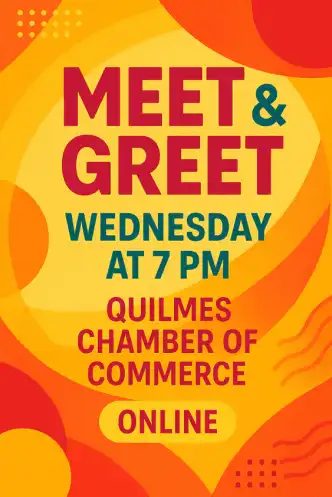 MEET &
GREET
WEDNESDAY
AT 7 PM
QUILMES
CHAMBER OF
COMMERCE
ONLINE